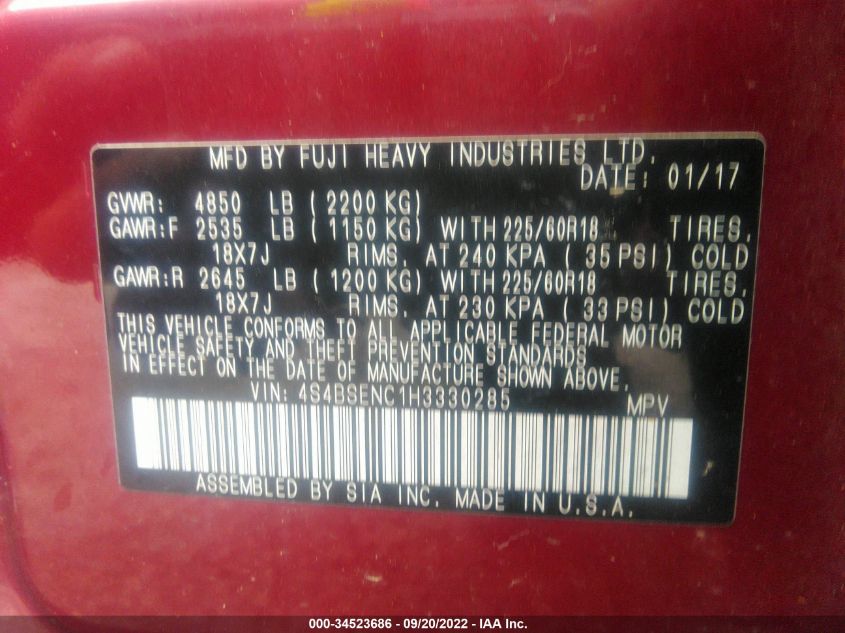 MFD BY FUJI HEAVY INDUSTRIES LTD.
DATE: 01/17
GVWR: 4850 LB ( 2200 KG)
GAWR:F 2535 LB ( 1150 KG) WITH 225/60R18 TIRES,
18X7J RIMS, AT 240 KPA ( 35 PSI) COLD
GAWR:R 2645 LB ( 1200 KG) WITH 225/60R18 TIRES,
18X7J RIMS, AT 230 KPA ( 33 PSI) COLD
THIS VEHICLE CONFORMS TO ALL APPLICABLE FEDERAL MOTOR
VEHICLE SAFETY AND THEFT PREVENTION STANDARDS
IN EFFECT ON THE DATE OF MANUFACTURE SHOWN ABOVE.
VIN: 4S4BSENC1H3330285 MPV
ASSEMBLED BY SIA INC. MADE IN U.S.A.
000-34523686 - 09/20/2022 - IAA Inc.